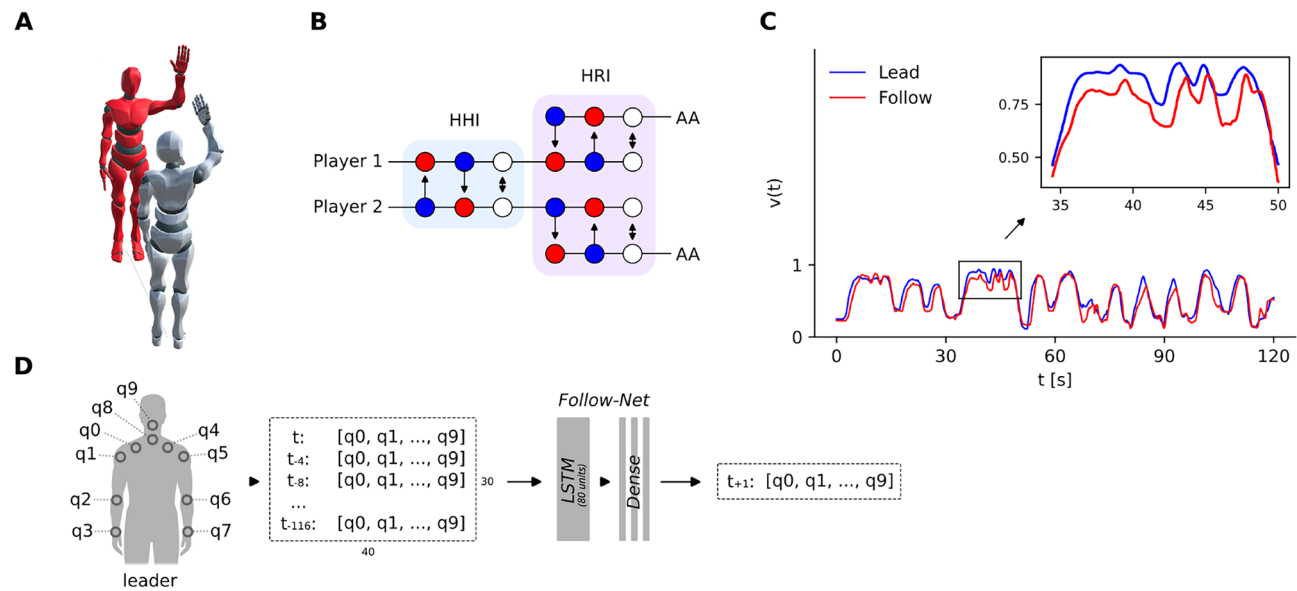 A
B
C
HRI
HHI
AA
Player 1
Player 2
AA
Lead
Follow
0.75
0.50
35
40
45
50
v(t)
1
0
0
30
60
90
120
t [s]
D
q9
q8
q0
q4
q1
q5
q2
q6
q3
q7
leader
t: [q0, q1, ..., q9]
t-4: [q0, q1, ..., q9]
t-8: [q0, q1, ..., q9]
...
t-116: [q0, q1, ..., q9]
30
40
Follow-Net
LSTM
(80 units)
Dense
t+1: [q0, q1, ..., q9]